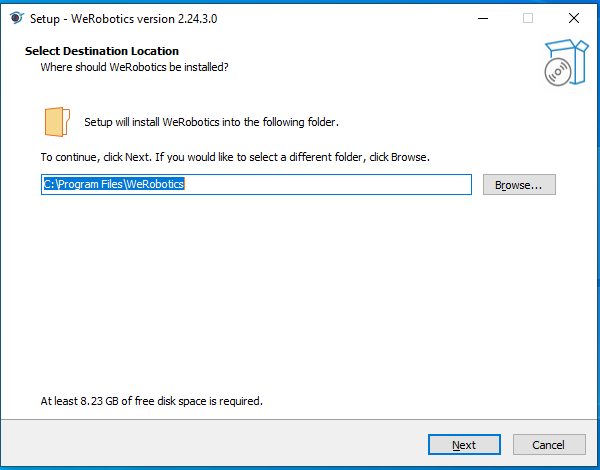 Setup - WeRobotics version 2.24.3.0
Select Destination Location
Where should WeRobotics be installed?
Setup will install WeRobotics into the following folder.
To continue, click Next. If you would like to select a different folder, click Browse.
C:\Program Files\WeRobotics
Browse...
At least 8.23 GB of free disk space is required.
Next
Cancel